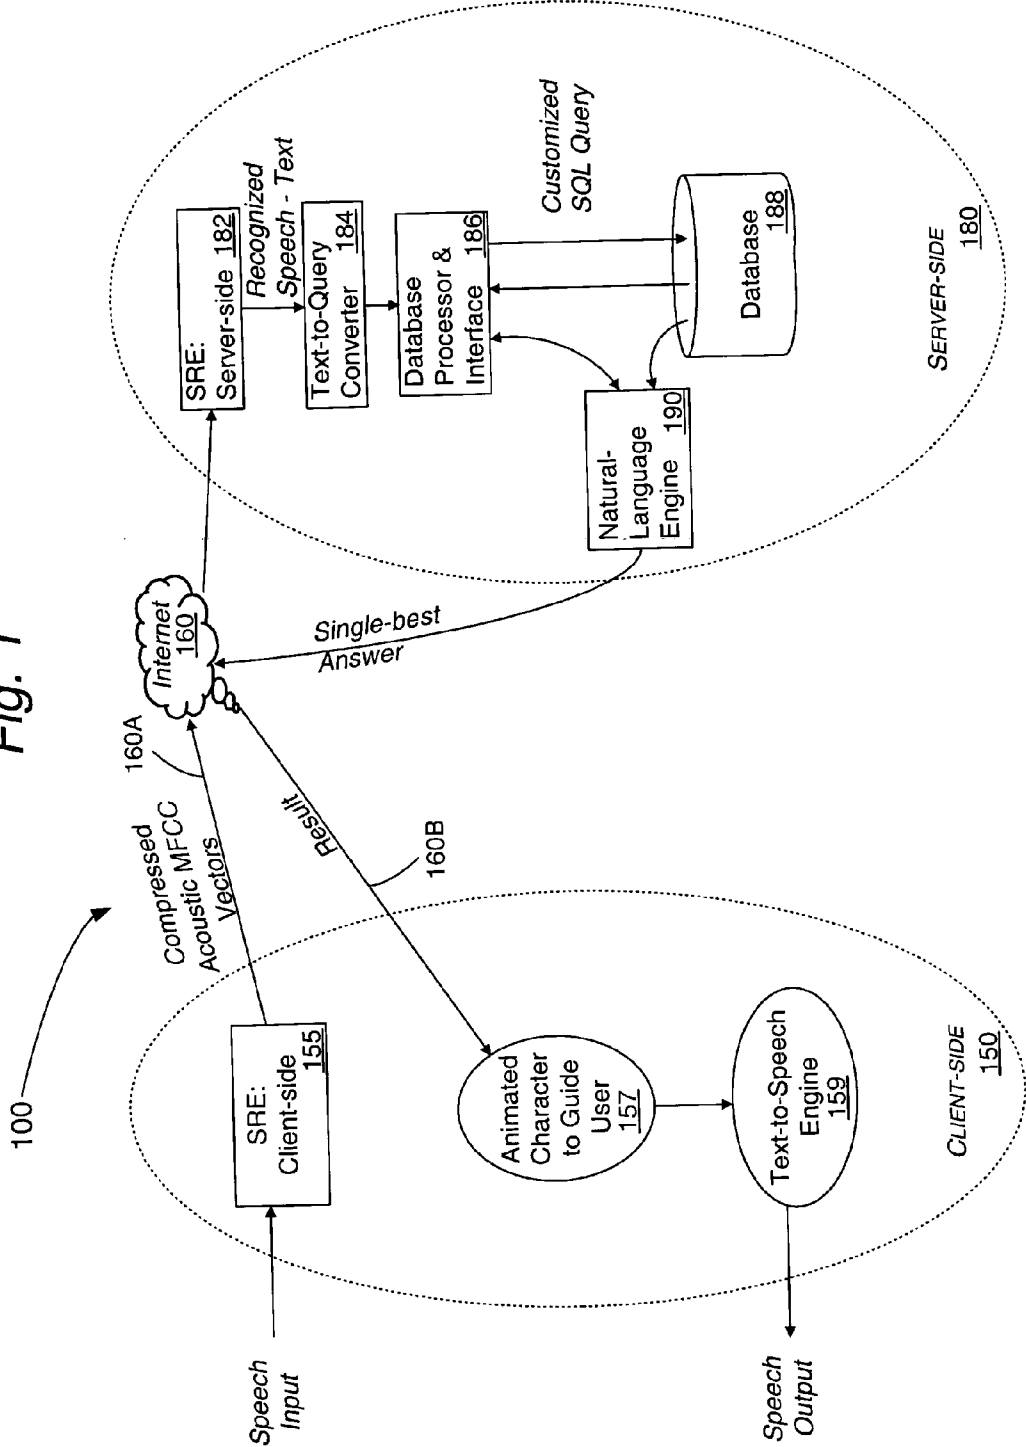 Fig. 1
100
Speech
Input
SRE:
Client-side
155
Compressed
Acoustic MFCC
Vectors
160A
Internet
160
SRE:
Server-side 182
Recognized
Speech - Text
Text-to-Query
Converter 184
Database
Processor &
Interface 186
Customized
SQL Query
Database
188
Natural-
Language
Engine 190
Single-best
Answer
Result
160B
Animated
Character
to Guide
User
157
Text-to-Speech
Engine
159
Speech
Output
CLIENT-SIDE
150
SERVER-SIDE
180